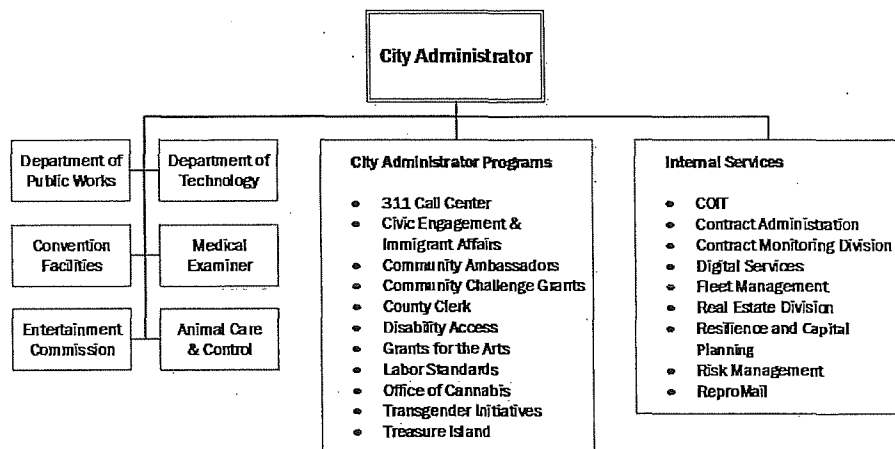 City
Administrator
Department of
Public Works
Department of
Technology
Convention
Facilities
Medical
Examiner
Entertainment
Commission
Animal Care
& Control
City Administrator Programs
• 311 Call Center
• Civic Engagement &
Immigrant Affairs
• Community Ambassadors
• Community Challenge Grants
• County Clerk
• Disability Access
• Grants for the Arts
• Labor Standards
• Office of Cannabis
• Transgender Initiatives
• Treasure Island
Internal Services
• COIT
• Contract Administration
• Contract Monitoring Division
• Digital Services
• Fleet Management
• Real Estate Division
• Resilience and Capital
Planning
• Risk Management
• ReproMail